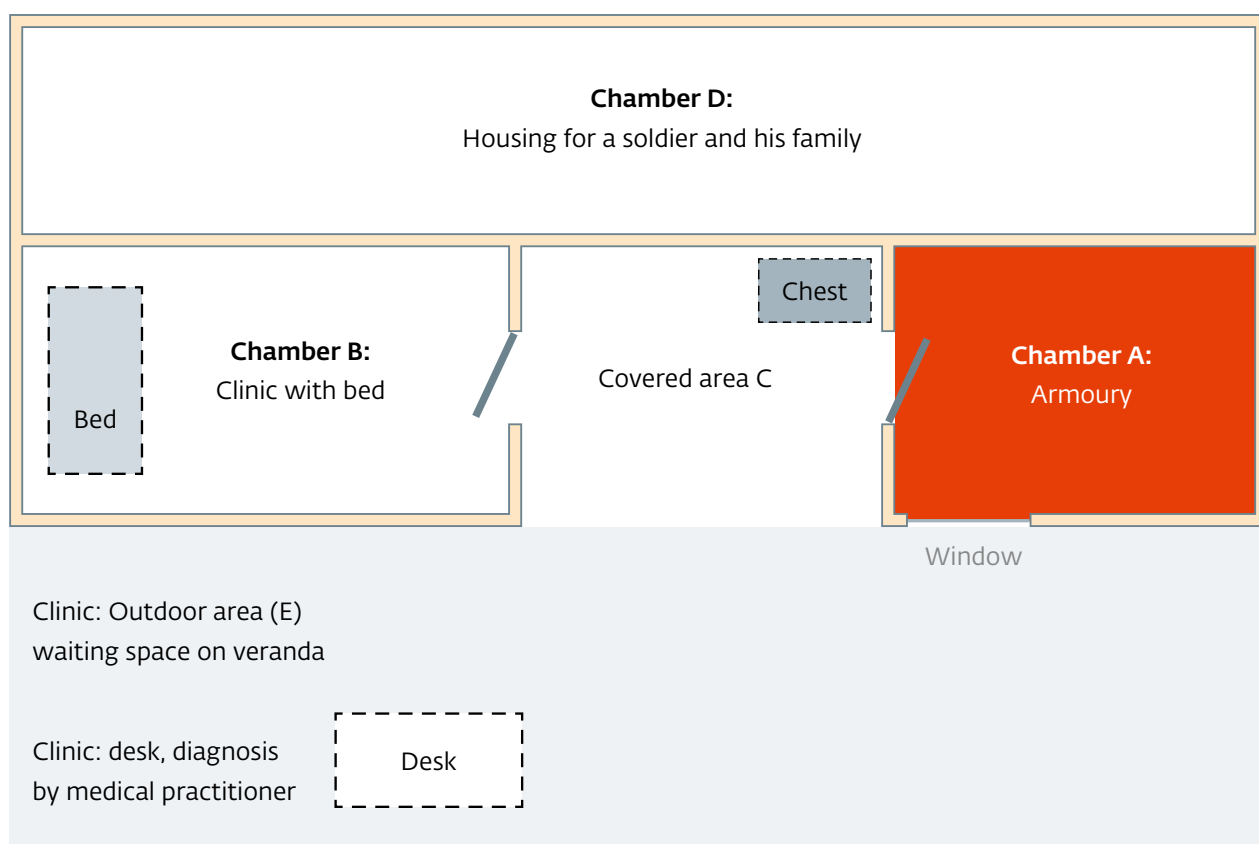 Chamber D:
Housing for a soldier and his family
Chest
Chamber B:
Clinic with bed
Bed
Covered area C
Chamber A:
Armoury
Window
Clinic: Outdoor area (E)
waiting space on veranda
Clinic: desk, diagnosis
by medical practitioner
Desk